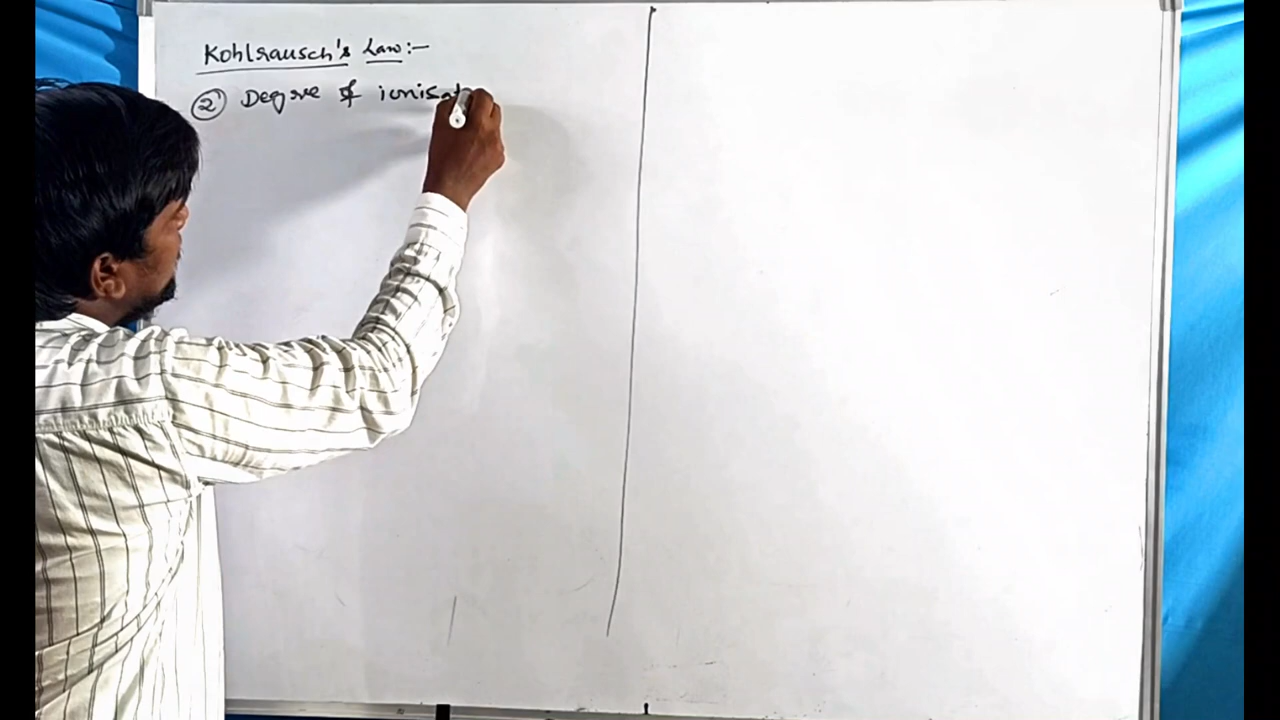 Kohlrausch's Law:-
② Degree of ionisat